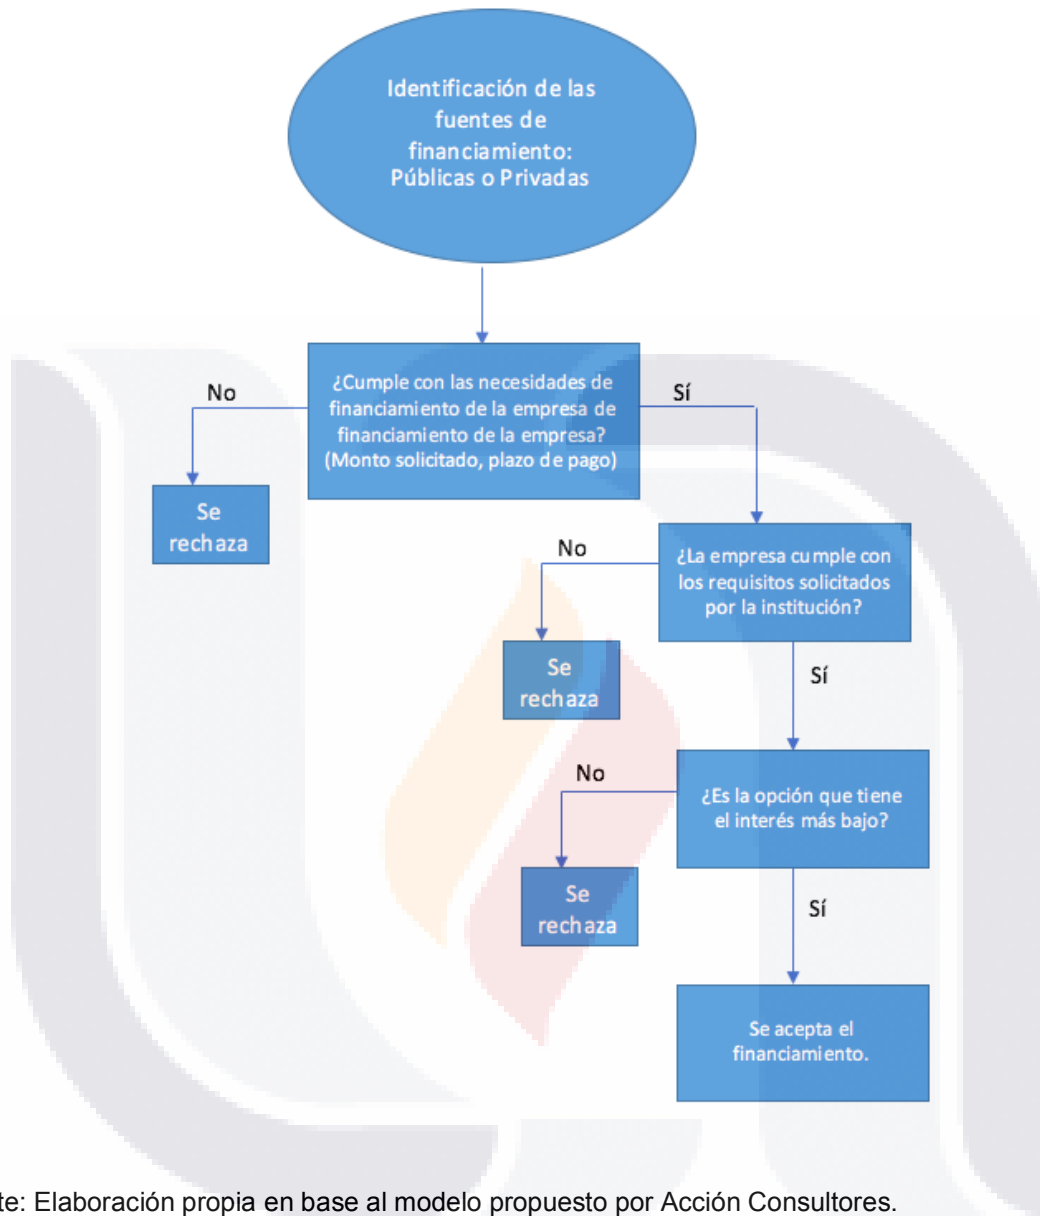 Identificación de las
fuentes de
financiamiento:
Públicas o Privadas
¿Cumple con las necesidades de
financiamiento de la empresa de
financiamiento de la empresa?
(Monto solicitado, plazo de pago)
No
Sí
Se
rechaza
¿La empresa cumple con
los requisitos solicitados
por la institución?
No
Se
rechaza
Sí
¿Es la opción que tiene
el interés más bajo?
No
Se
rechaza
Sí
Se acepta el
financiamiento.
te: Elaboración propia en base al modelo propuesto por Acción Consultores.